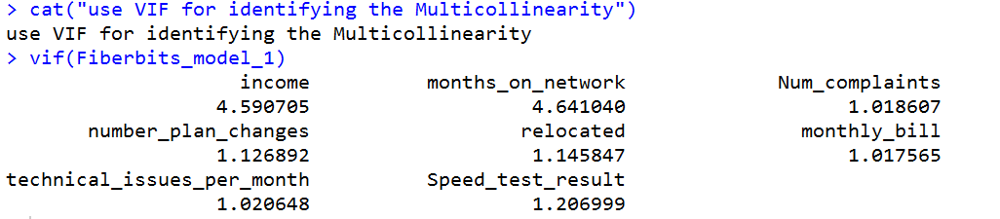 > cat("use VIF for identifying the Multicollinearity")
use VIF for identifying the Multicollinearity
> vif(Fiberbits_model_1)
income months_on_network Num_complaints
4.590705 4.641040 1.018607
number_plan_changes relocated monthly_bill
1.126892 1.145847 1.017565
technical_issues_per_month Speed_test_result
1.020648 1.206999